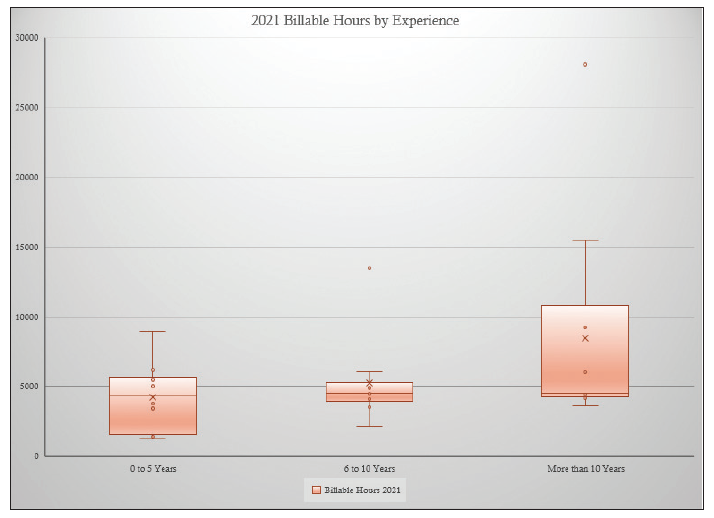 2021 Billable Hours by Experience
30000
25000
20000
15000
10000
5000
0
0 to 5 Years
6 to 10 Years
More than 10 Years
Billable Hours 2021